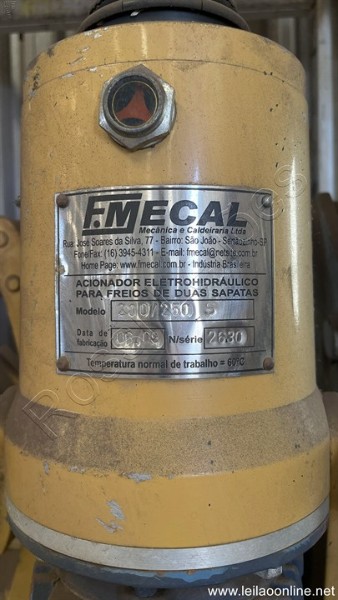 F.MECAL
Mecânica e Caldeiraria Ltda
Rua: José Soares da Silva, 77 - Bairro: São João - Sertãozinho-SP
Fone/Fax: (16) 3945-4311 - E-mail: fmecal@netsite.com.br
Home Page: www.fmecal.com.br - Indústria Brasileira
ACIONADOR ELETROHIDRÁULICO
PARA FREIOS DE DUAS SAPATAS
Modelo
Data de fabricação N/série 2630
Temperatura normal de trabalho = 60°C
www.leilaoonline.net